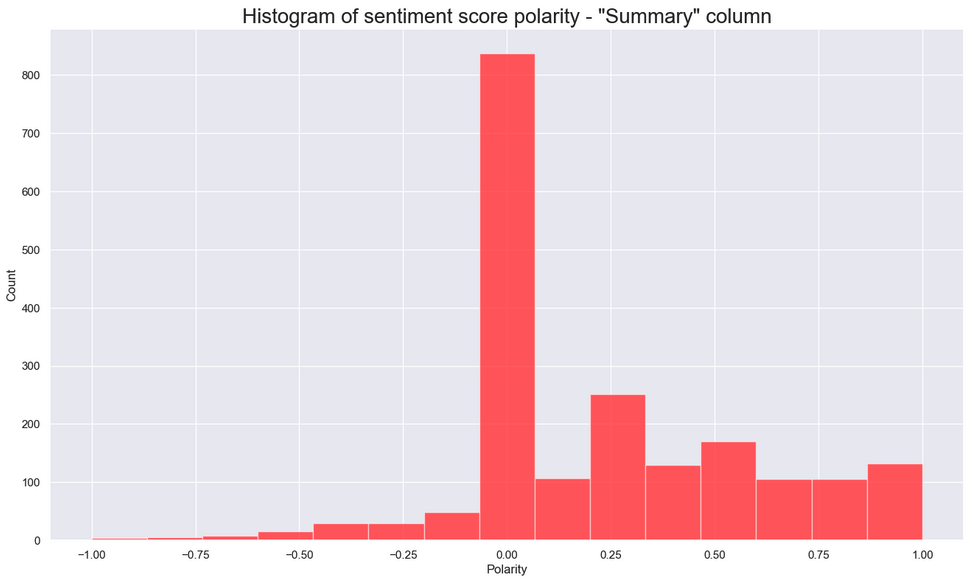 Histogram of sentiment score polarity - "Summary" column
800
700
600
500
400
300
200
100
0
Count
−1.00 −0.75 −0.50 −0.25 0.00 0.25 0.50 0.75 1.00
Polarity